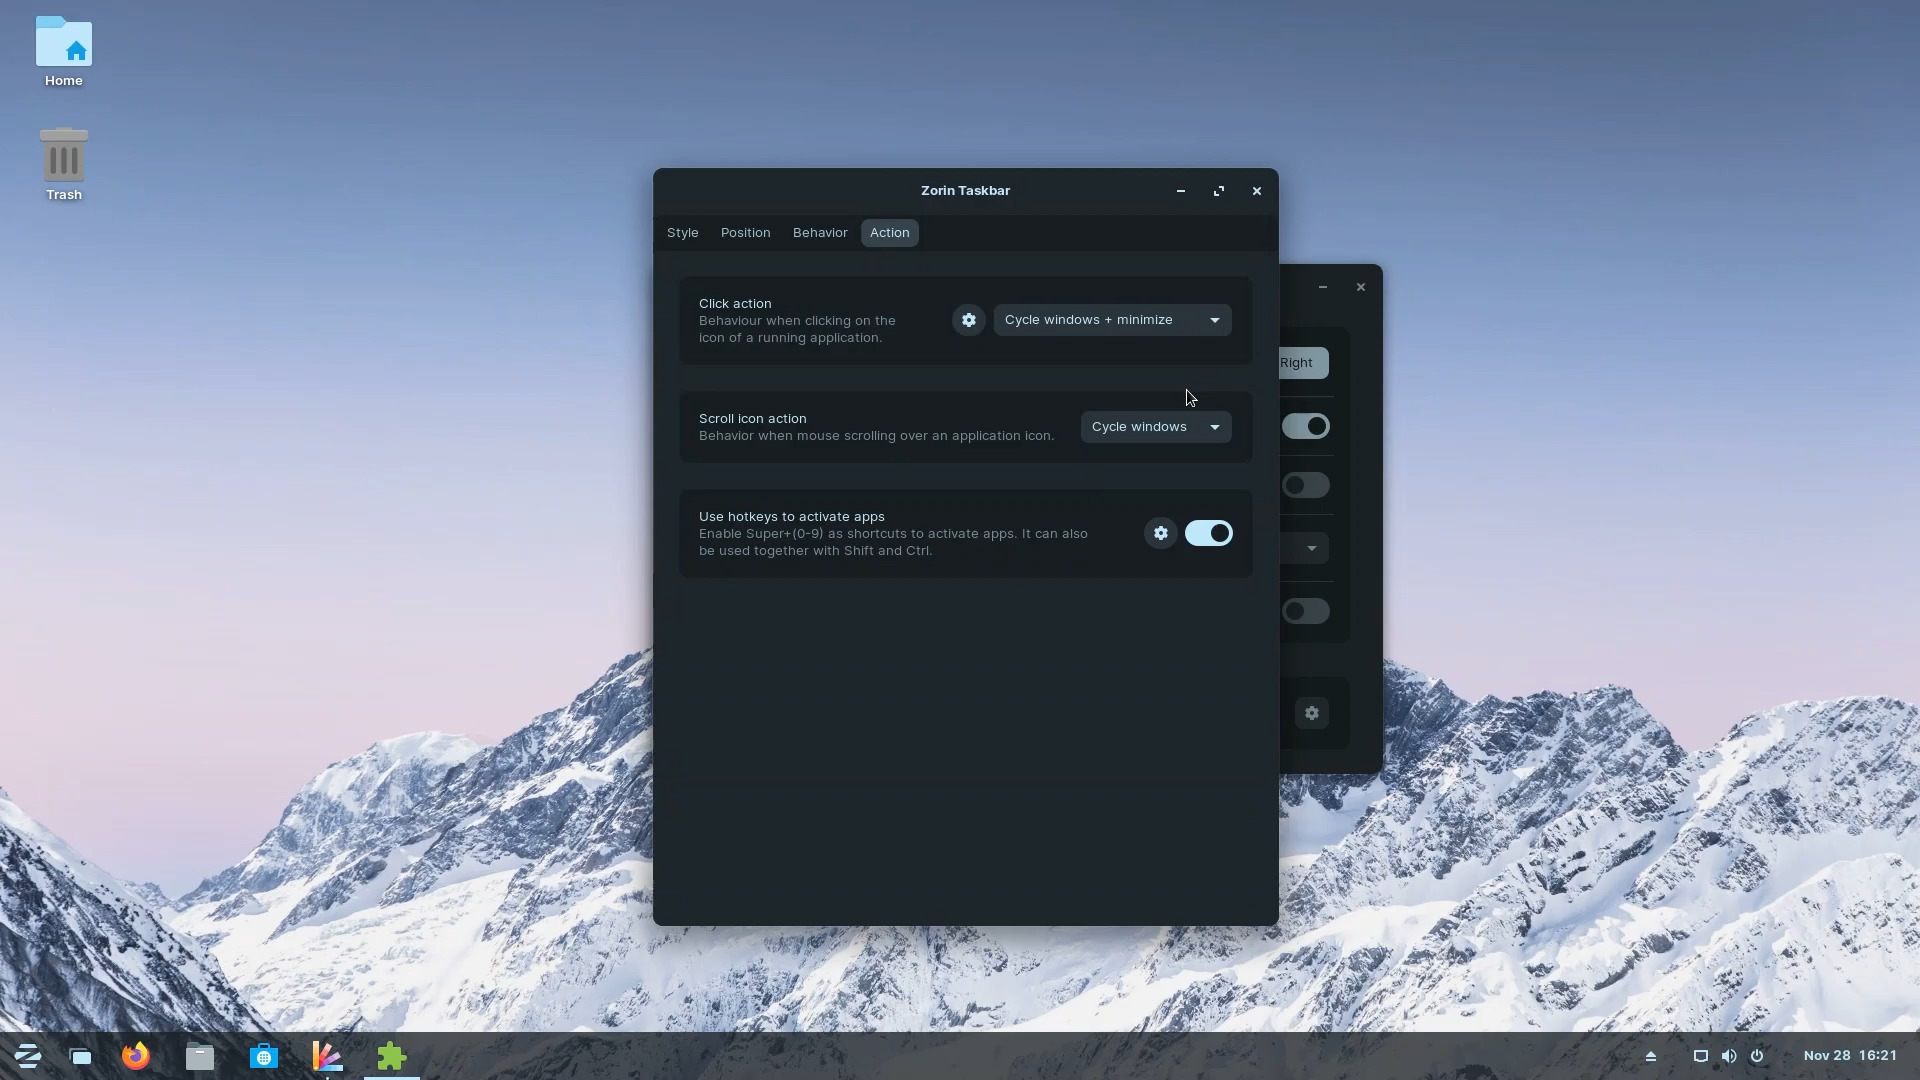 Home
Trash
Zorin Taskbar
Style Position Behavior Action
Click action
Behaviour when clicking on the
icon of a running application.
Cycle windows + minimize
Scroll icon action
Behavior when mouse scrolling over an application icon.
Cycle windows
Use hotkeys to activate apps
Enable Super+(0-9) as shortcuts to activate apps. It can also
be used together with Shift and Ctrl.
Right
Nov 28 16:21